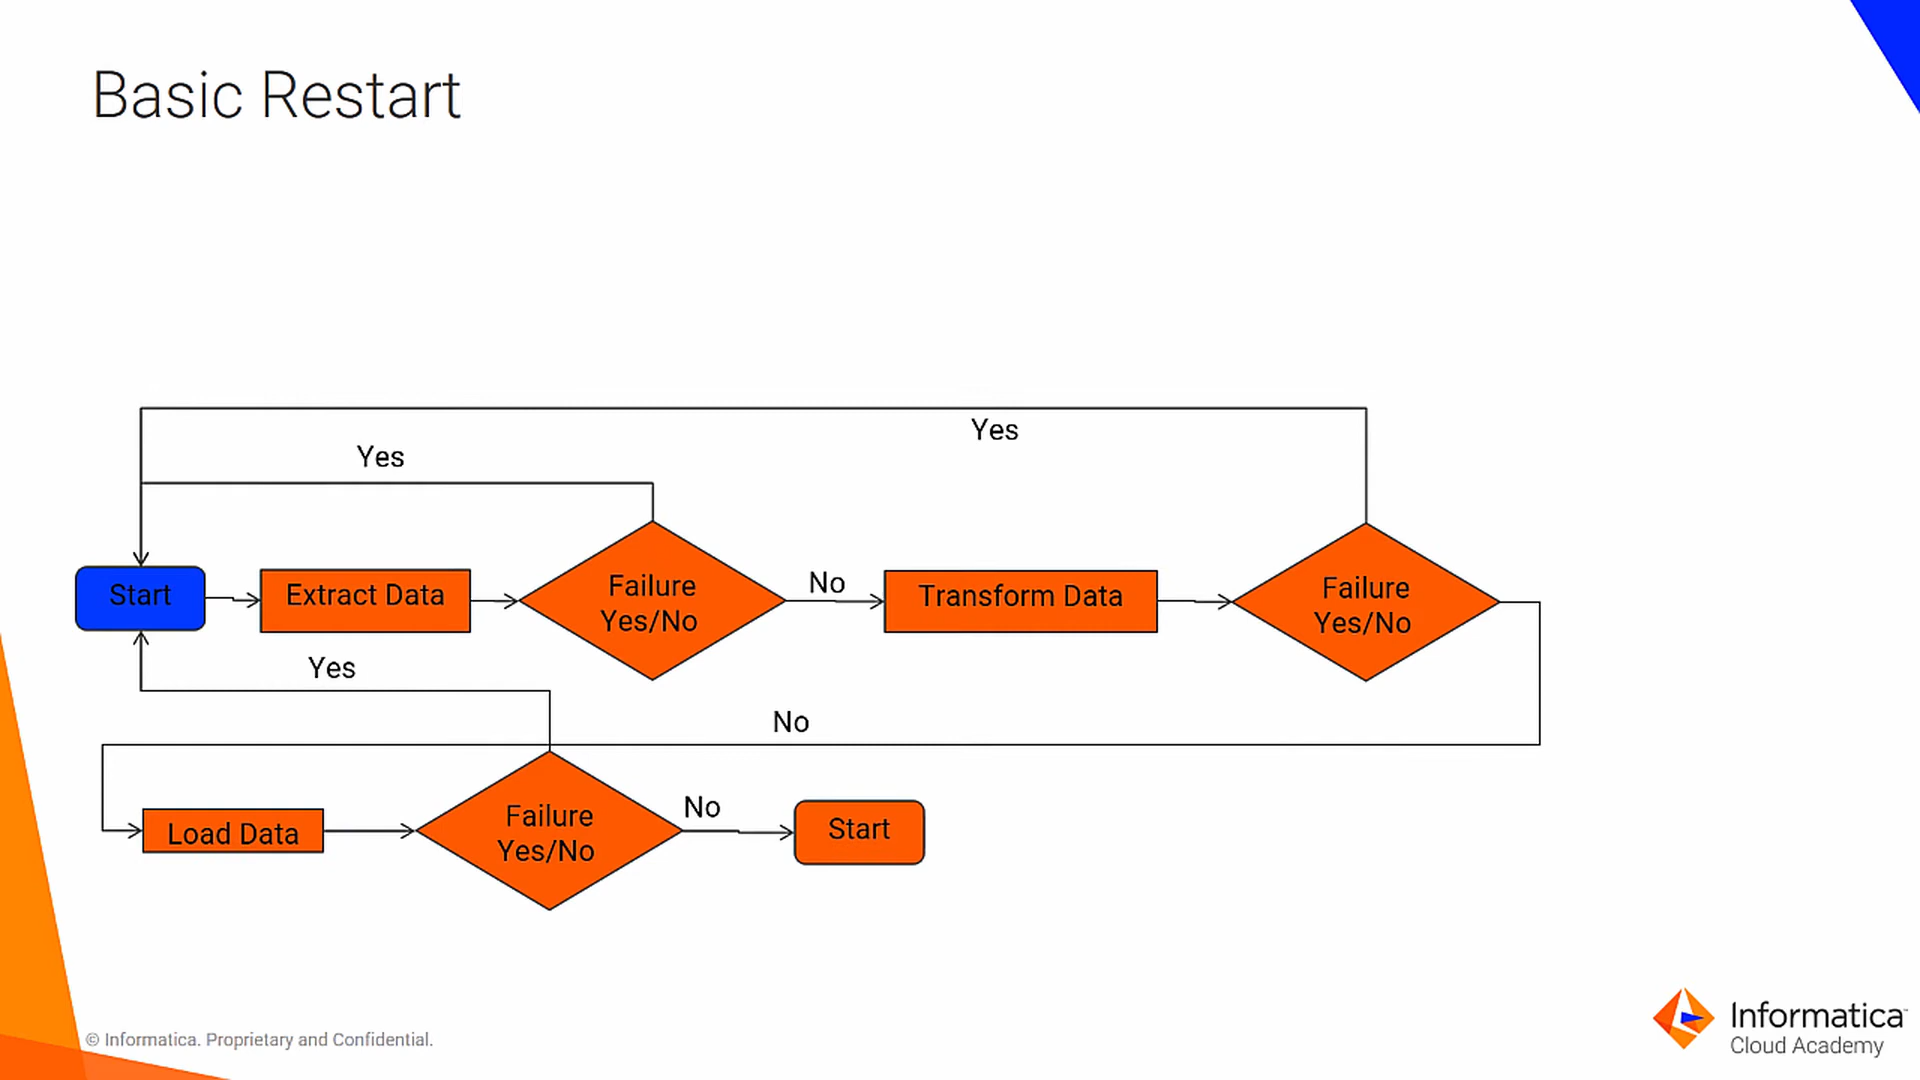 Basic Restart
Yes
Yes
Start
Extract Data
Failure
Yes/No
No
Transform Data
Failure
Yes/No
Yes
No
Load Data
Failure
Yes/No
No
Start
© Informatica. Proprietary and Confidential.
Informatica™
Cloud Academy